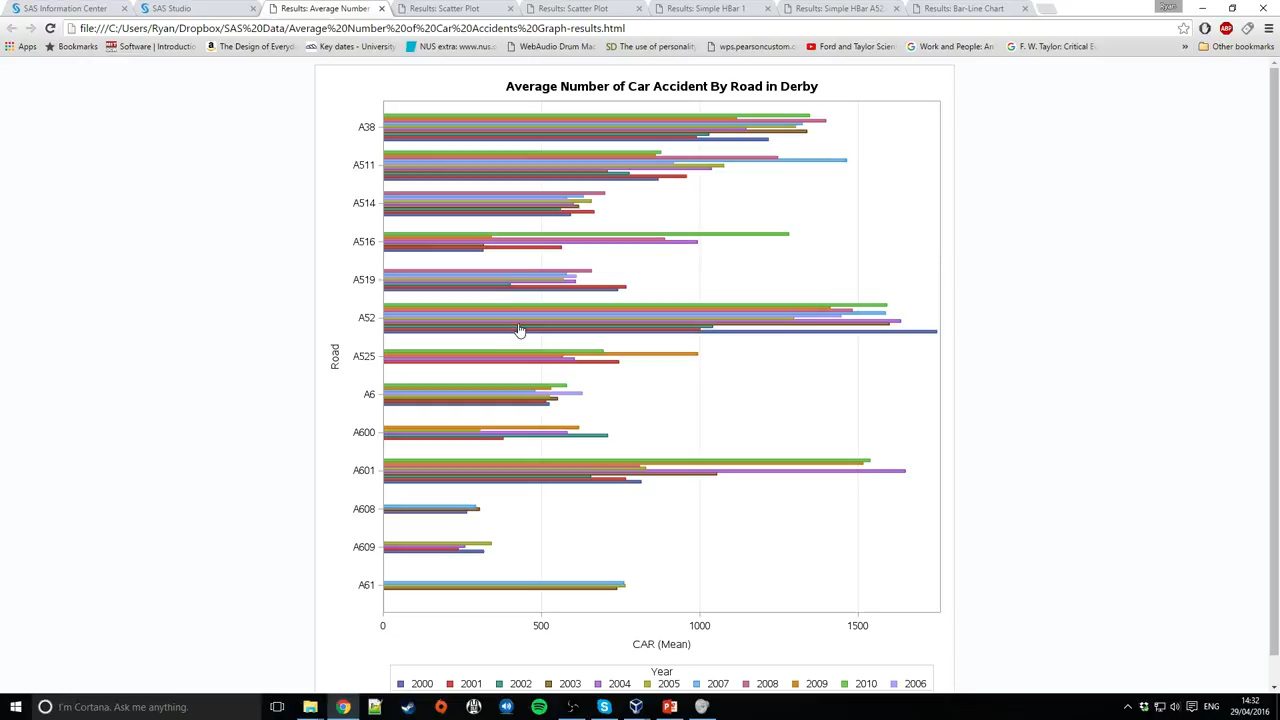 SAS Information Center
SAS Studio
Results: Average Number
Results: Scatter Plot
Results: Scatter Plot
Results: Simple HBar 1
Results: Simple HBar A52
Results: Bar-Line Chart
Ryan
file:///C:/Users/Ryan/Dropbox/SAS%20Data/Average%20Number%20of%20Car%20Accidents%20Graph-results.html
Apps
Bookmarks
Software | Introductio
The Design of Everyda
Key dates - University
NUS extra: www.nus.c
WebAudio Drum Mac
SD The use of personality
wps.pearsoncustom.c
Ford and Taylor Scien
Work and People: An
F. W. Taylor: Critical E
»
Other bookmarks
Average Number of Car Accident By Road in Derby
A38
A511
A514
A516
A519
A52
A525
A6
A600
A601
A608
A609
A61
Road
0 500 1000 1500
CAR (Mean)
Year
2000 2001 2002 2003 2004 2005 2007 2008 2009 2010 2006
I'm Cortana. Ask me anything.
ENG
14:32
29/04/2016